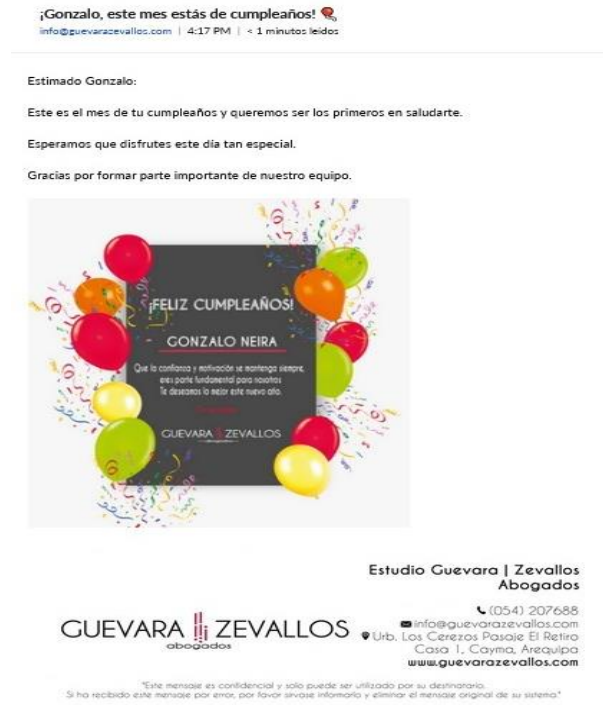 ¡Gonzalo, este mes estás de cumpleaños!
info@guevarazevallos.com | 4:17 PM | < 1 minutos leídos
Estimado Gonzalo:
Este es el mes de tu cumpleaños y queremos ser los primeros en saludarte.
Esperamos que disfrutes este día tan especial.
Gracias por formar parte importante de nuestro equipo.
¡FELIZ CUMPLEAÑOS!
GONZALO NEIRA
Que la confianza y motivación se mantenga siempre,
eres parte fundamental para nosotros
Te deseamos lo mejor este nuevo año.
GUEVARA ZEVALLOS
abogados
Estudio Guevara | Zevallos
Abogados
(054) 207688
info@guevarazevallos.com
Urb. Los Cerezos Pasaje El Retiro
Casa 1, Cayma, Arequipa
www.guevarazevallos.com
GUEVARA ZEVALLOS
abogados
"Este mensaje es confidencial y solo puede ser utilizado por su destinatario.
Si ha recibido este mensaje por error, por favor sírvase informarlo y eliminar el mensaje original de su sistema."